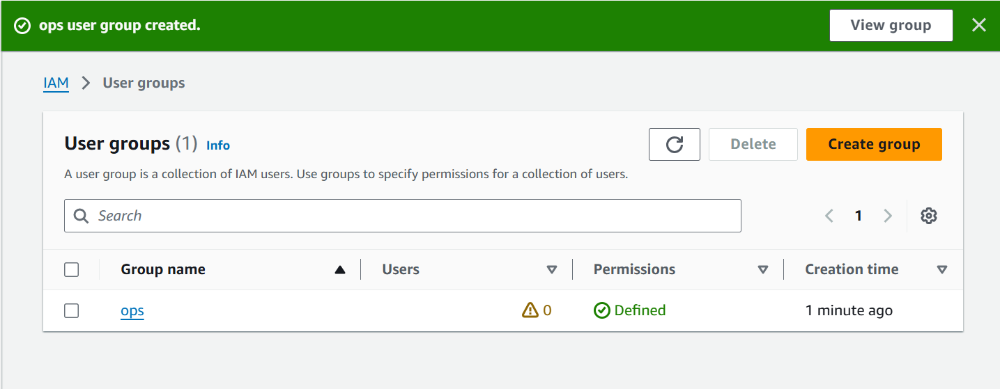 ops user group created. View group
IAM > User groups
User groups (1) Info
Delete Create group
A user group is a collection of IAM users. Use groups to specify permissions for a collection of users.
Search 1
Group name Users Permissions Creation time
ops 0 Defined 1 minute ago